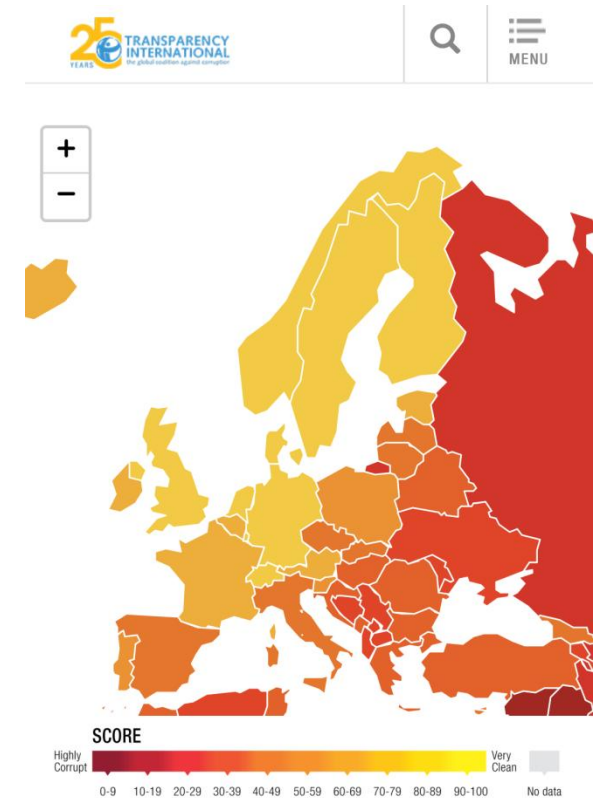 25 YEARS
TRANSPARENCY
INTERNATIONAL
the global coalition against corruption
MENU
+
−
SCORE
Highly Corrupt
Very Clean
0-9 10-19 20-29 30-39 40-49 50-59 60-69 70-79 80-89 90-100 No data